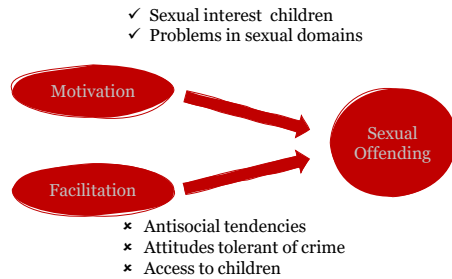 ✓ Sexual interest children
✓ Problems in sexual domains
Motivation
Sexual
Offending
Facilitation
✗ Antisocial tendencies
✗ Attitudes tolerant of crime
✗ Access to children